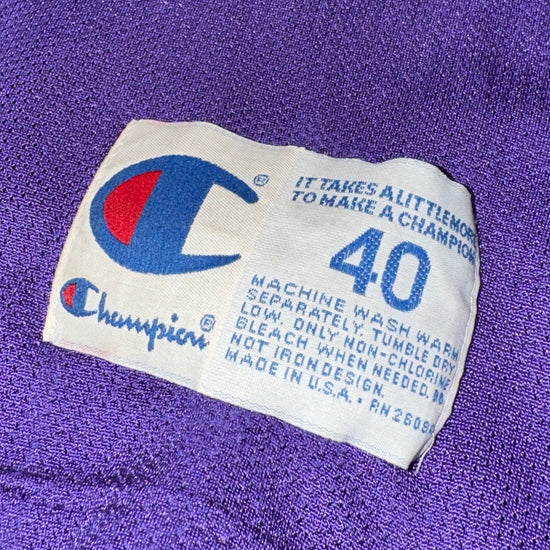 ®
Champion®
IT TAKES A LITTLE MORE
TO MAKE A CHAMPION
40
MACHINE WASH WARM
SEPARATELY. TUMBLE DRY
LOW. ONLY NON-CHLORINE
BLEACH WHEN NEEDED. DO
NOT IRON DESIGN.
MADE IN U.S.A. • RN 26094